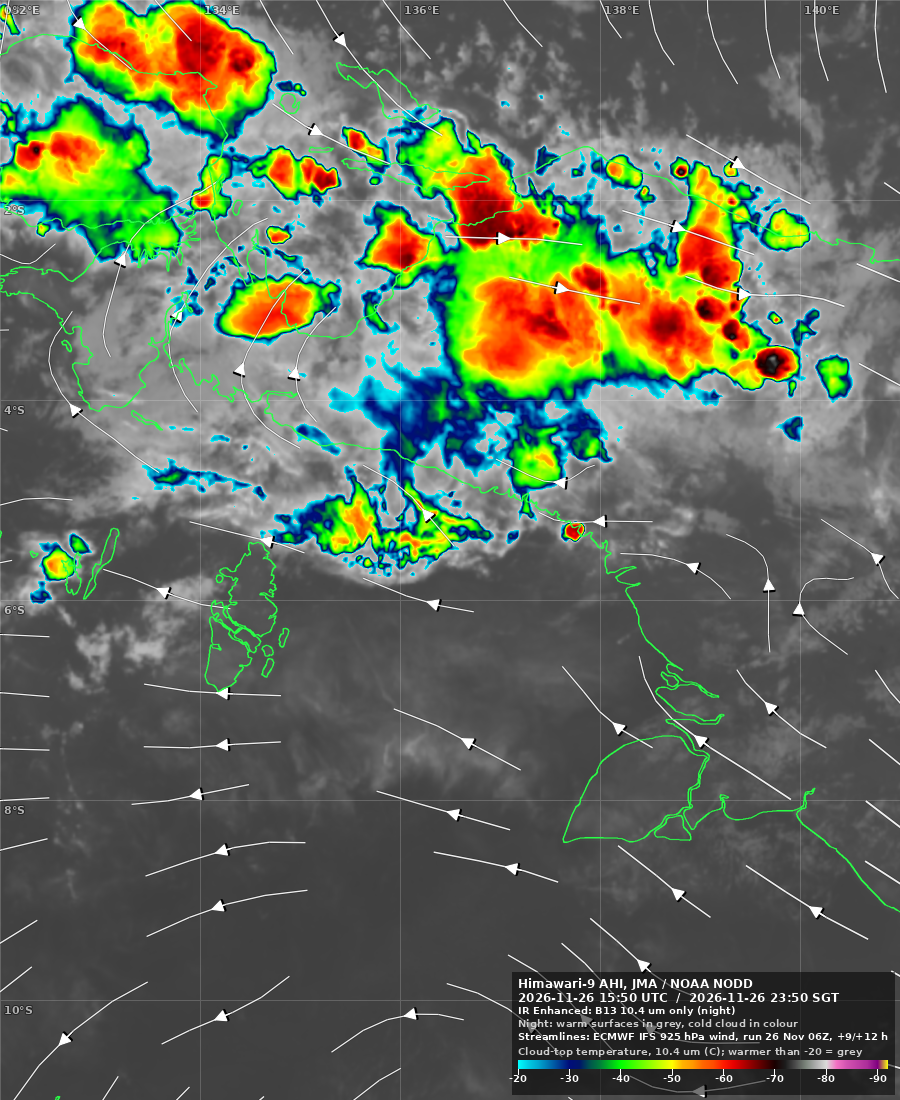 032°E
134°E
136°E
138°E
140°E
2°S
4°S
6°S
8°S
10°S
Himawari-9 AHI, JMA / NOAA NODD
2026-11-26 15:50 UTC / 2026-11-26 23:50 SGT
IR Enhanced: B13 10.4 um only (night)
Night: warm surfaces in grey, cold cloud in colour
Streamlines: ECMWF IFS 925 hPa wind, run 26 Nov 06Z, +9/+12 h
Cloud-top temperature, 10.4 um (C); warmer than -20 = grey
-20 -30 -40 -50 -60 -70 -80 -90